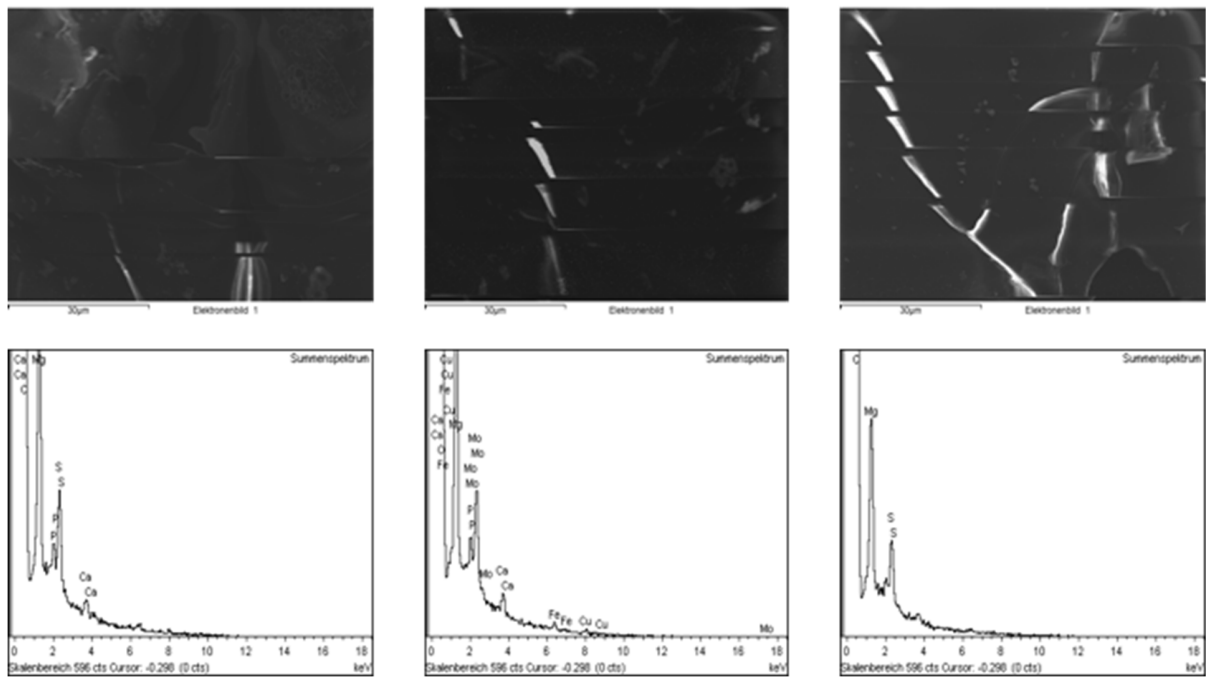 30µm Elektronenbild 1
30µm Elektronenbild 1
30µm Elektronenbild 1
Summenspektrum
Ca Mg
Ca
O
S
S
P
P
Ca
Ca
0 2 4 6 8 10 12 14 16 18
Skalenbereich 596 cts Cursor: -0.298 (0 cts) keV
Summenspektrum
Cu
Cu
Fe
Cu
Ca Mg
Ca Mo
O Mo
Fe Mo
Mo
P
P
Mo Ca
Ca
Fe Fe Cu Cu
Mo
0 2 4 6 8 10 12 14 16 18
Skalenbereich 596 cts Cursor: -0.298 (0 cts) keV
Summenspektrum
Mg
S
S
0 2 4 6 8 10 12 14 16 18
Skalenbereich 596 cts Cursor: -0.298 (0 cts) keV